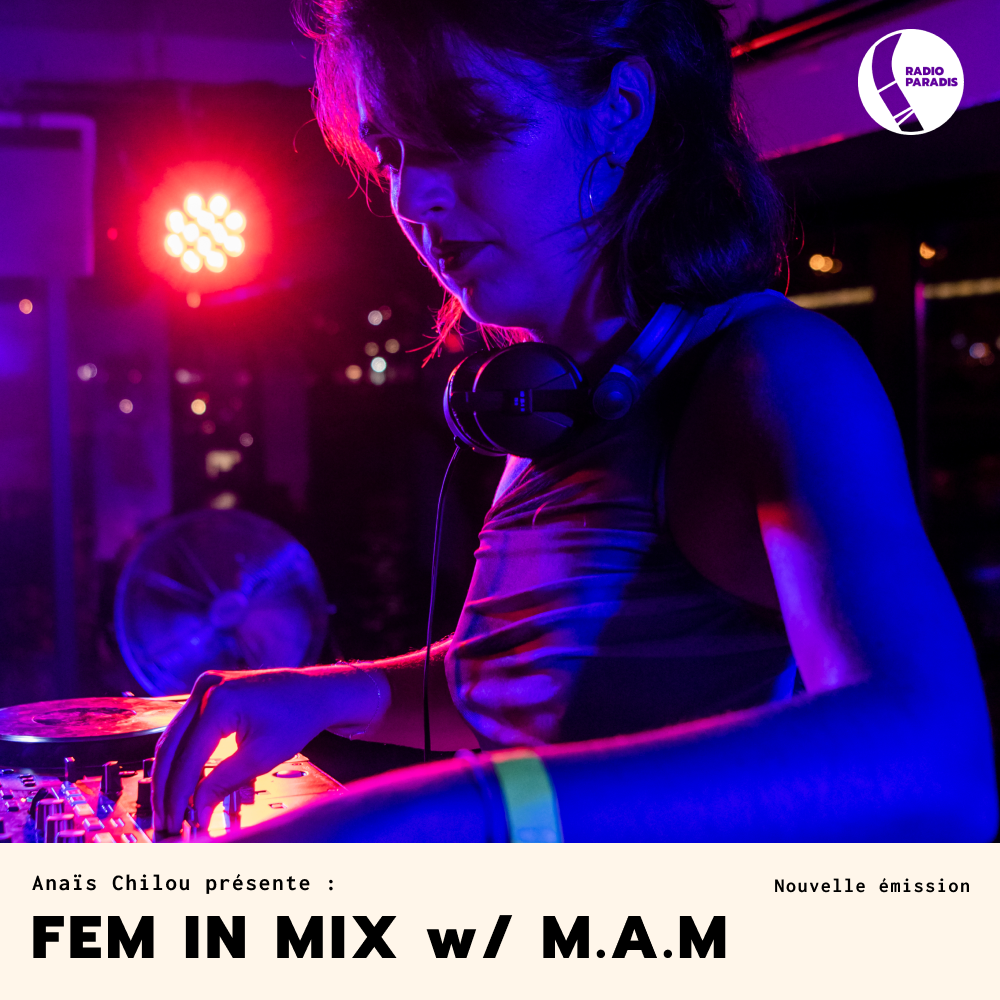 RADIO
PARADIS
Anaïs Chilou présente :
Nouvelle émission
FEM IN MIX w/ M.A.M